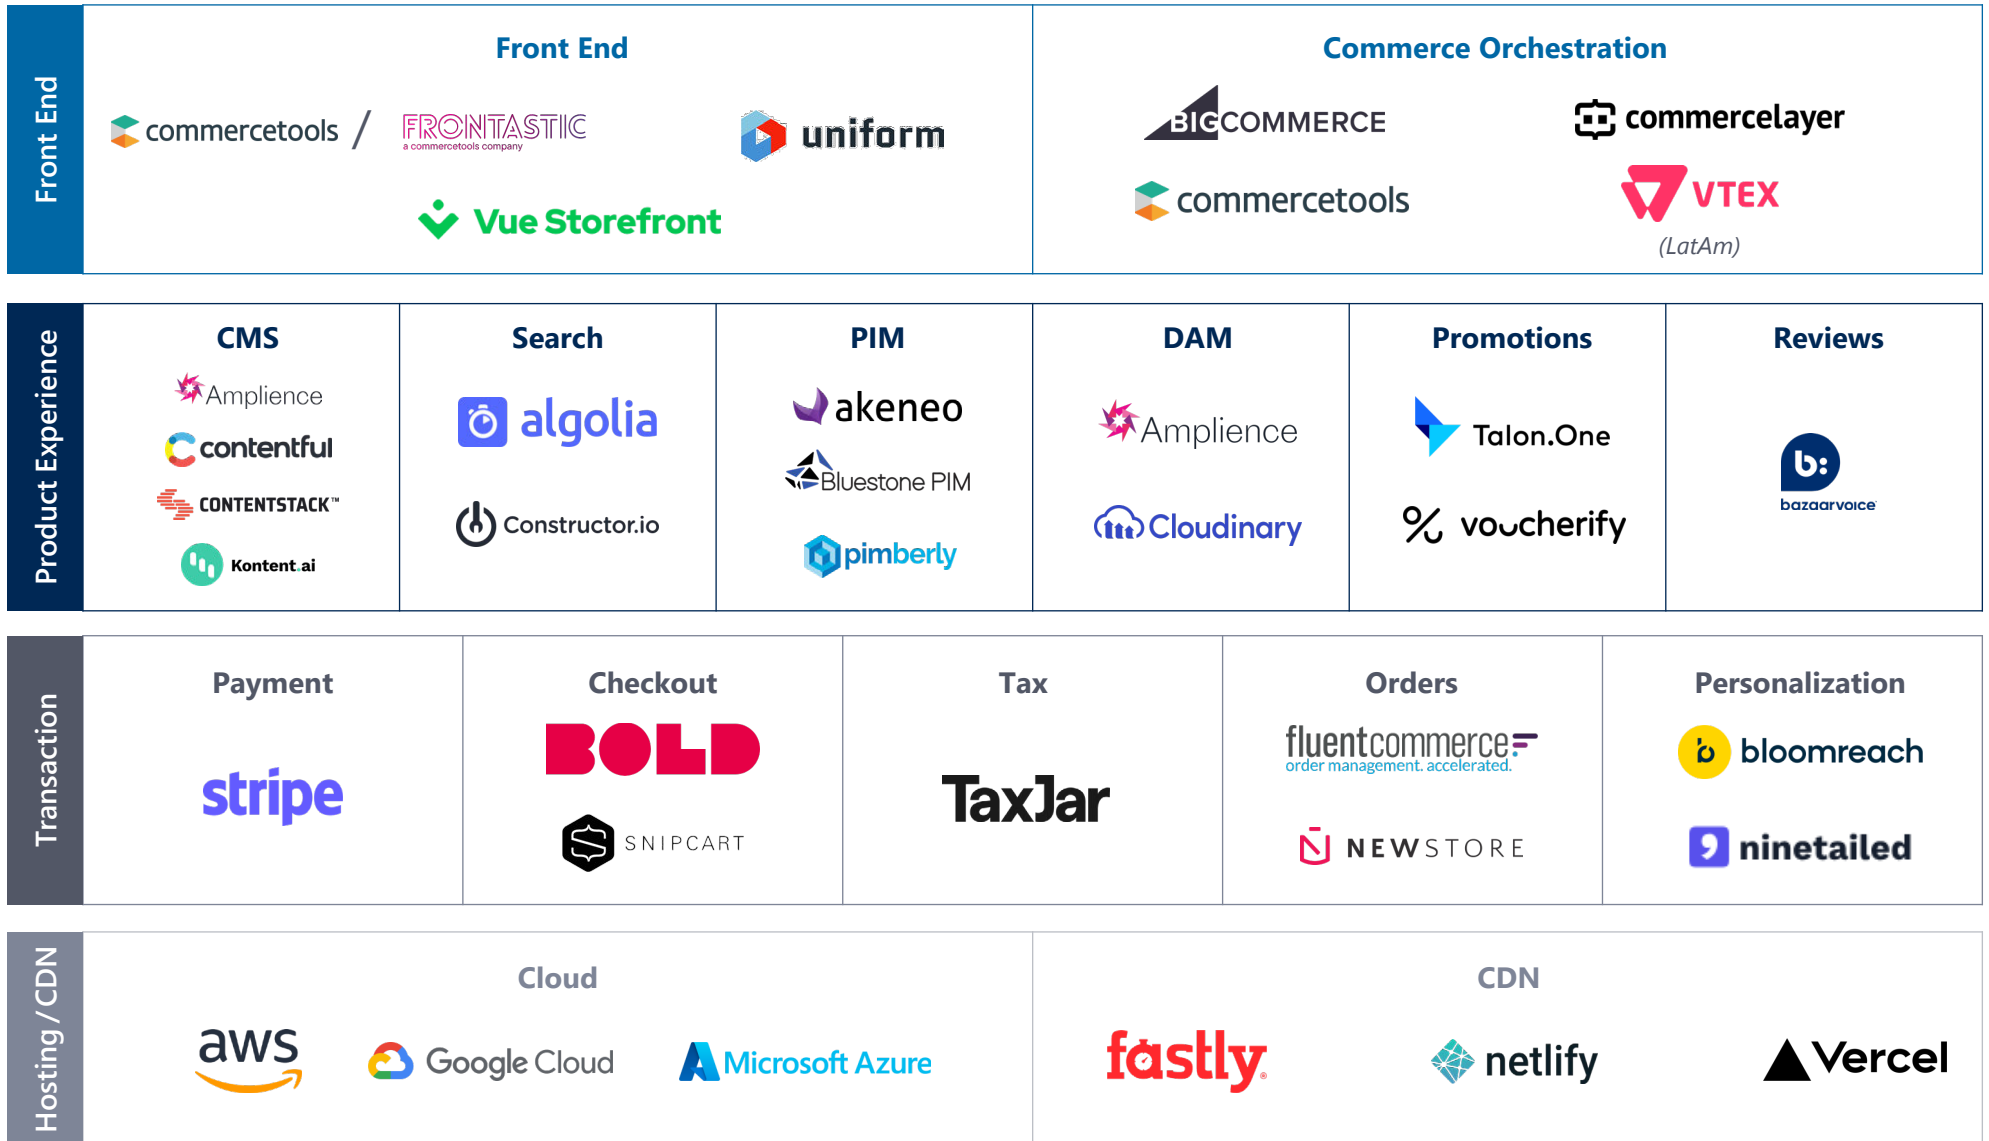 Front End
Front End
commercetools / FRONTASTIC
a commercetools company
uniform
Vue Storefront
Commerce Orchestration
BIGCOMMERCE
commercelayer
commercetools
VTEX
(LatAm)
Product Experience
CMS
Amplience
contentful
CONTENTSTACK™
Kontent.ai
Search
algolia
Constructor.io
PIM
akeneo
Bluestone PIM
pimberly
DAM
Amplience
Cloudinary
Promotions
Talon.One
voucherify
Reviews
b:
bazaarvoice
Transaction
Payment
stripe
Checkout
BOLD
SNIPCART
Tax
TaxJar
Orders
fluentcommerce
order management. accelerated.
NEWSTORE
Personalization
b bloomreach
ninetailed
Hosting / CDN
Cloud
aws
Google Cloud
Microsoft Azure
CDN
fastly®
netlify
Vercel